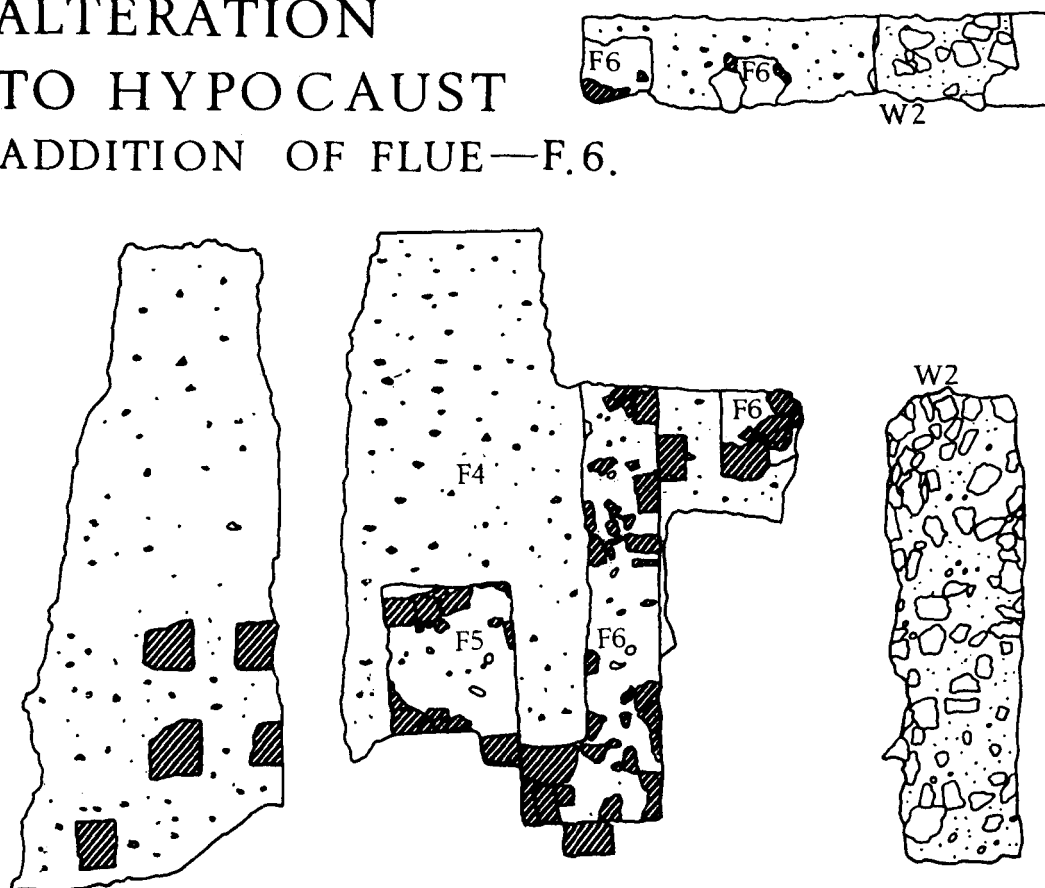 ALTERATION
TO HYPOCAUST
ADDITION OF FLUE—F.6.
F6
F6
W2
W2
F6
F4
F5
F6